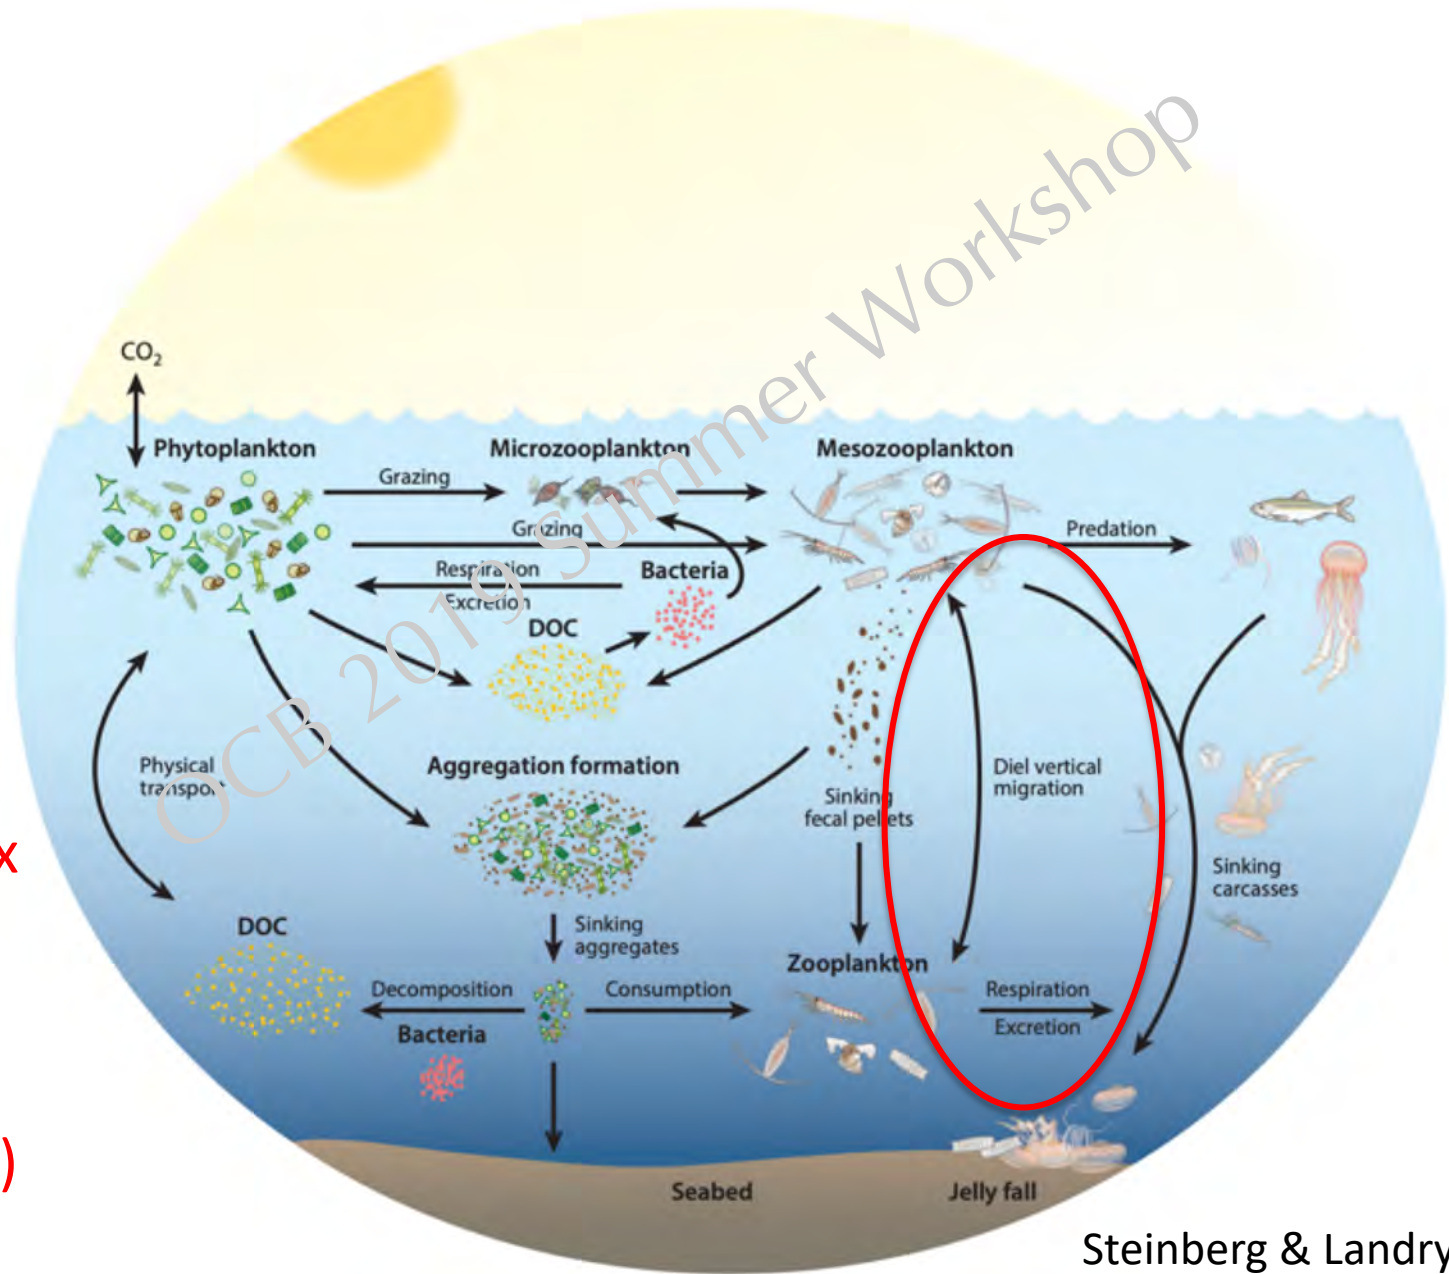 CO₂
Phytoplankton
Microzooplankton
Mesozooplankton
Grazing
Grazing
Predation
Respiration
Excretion
Bacteria
DOC
Physical
transport
Aggregation formation
Sinking
fecal pellets
Diel vertical
migration
Sinking
carcasses
x
DOC
Sinking
aggregates
Zooplankton
Decomposition
Consumption
Respiration
Excretion
Bacteria
)
Seabed
Jelly fall
Steinberg & Landry
OCB 2019 Summer Workshop